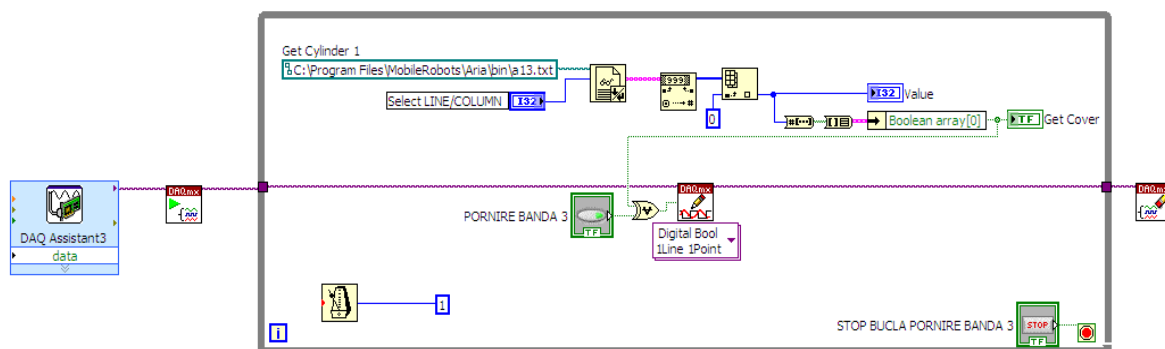 Get Cylinder 1
C:\Program Files\MobileRobots\Aria\bin\a13.txt
Select LINE/COLUMN
I32
999
0
I32
Value
Boolean array[0]
TF
Get Cover
DAQmx
DAQmx
DAQmx
DAQ Assistant3
data
PORNIRE BANDA 3
TF
Digital Bool
1Line 1Point
1
i
STOP BUCLA PORNIRE BANDA 3
STOP
TF